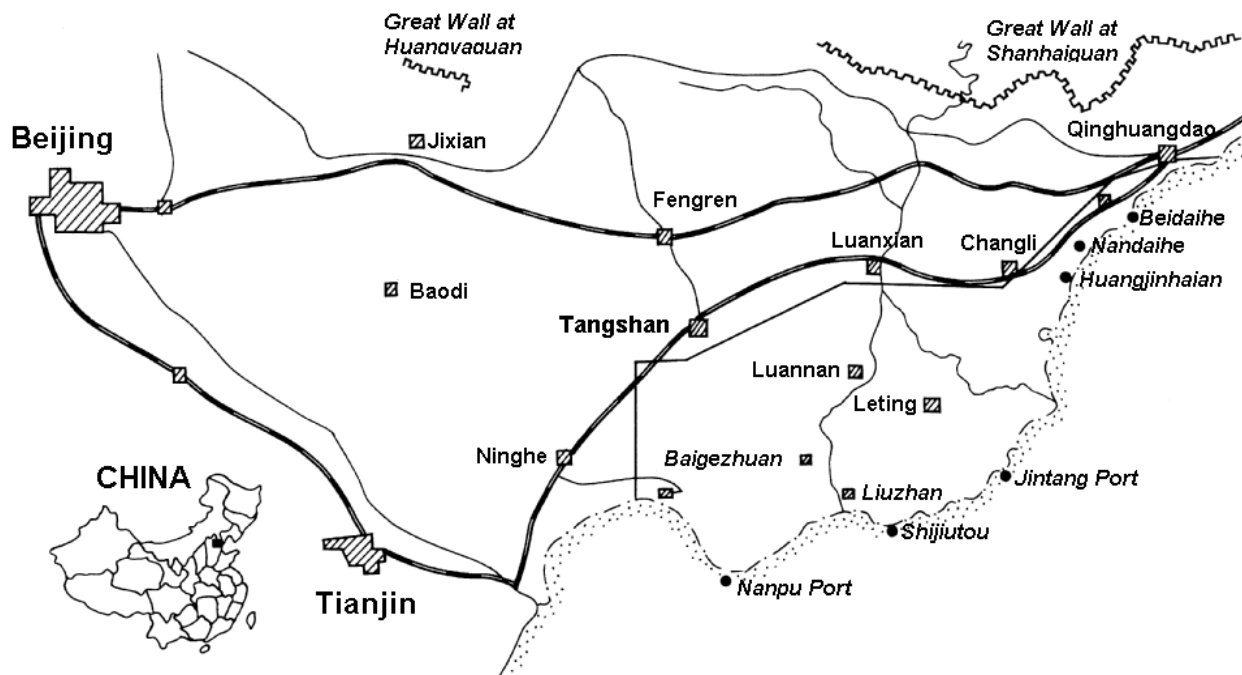 Great Wall at
Huangyaguan
Great Wall at
Shanhaiguan
Beijing
Jixian
Qinghuangdao
Fengren
Beidaihe
Luanxian
Changli
Nandaihe
Baodi
Huangjinhaian
Tangshan
Luannan
Leting
Ninghe
Baigezhuan
CHINA
Liuzhan
Jintang Port
Shijiutou
Tianjin
Nanpu Port